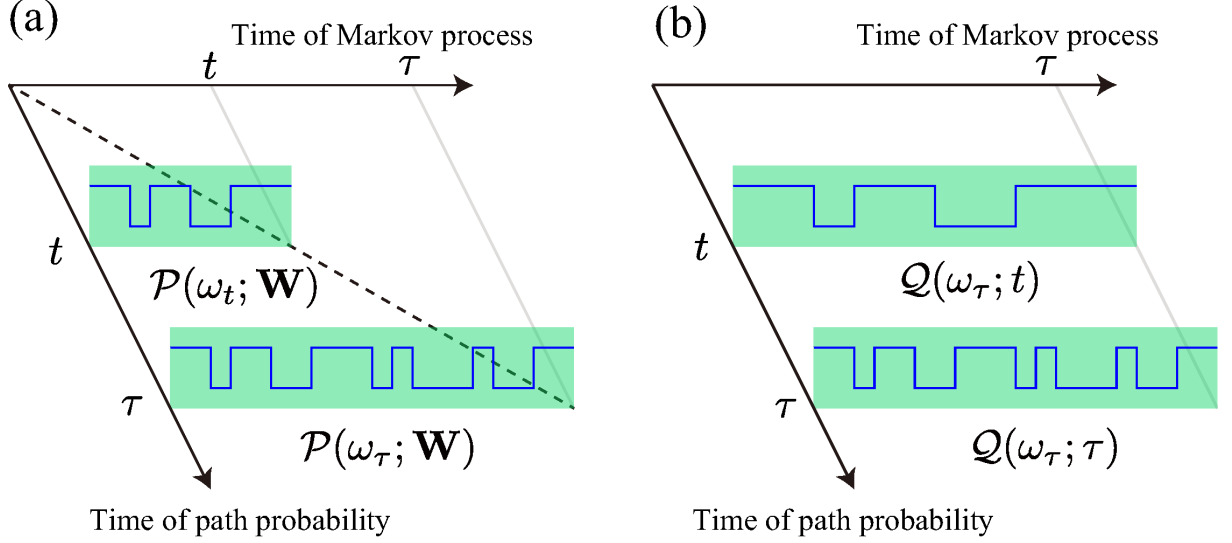 (a)
Time of Markov process
t
τ
t
𝒫(ω_t; 𝐖)
τ
𝒫(ω_τ; 𝐖)
Time of path probability
(b)
Time of Markov process
τ
t
𝒬(ω_τ; t)
τ
𝒬(ω_τ; τ)
Time of path probability